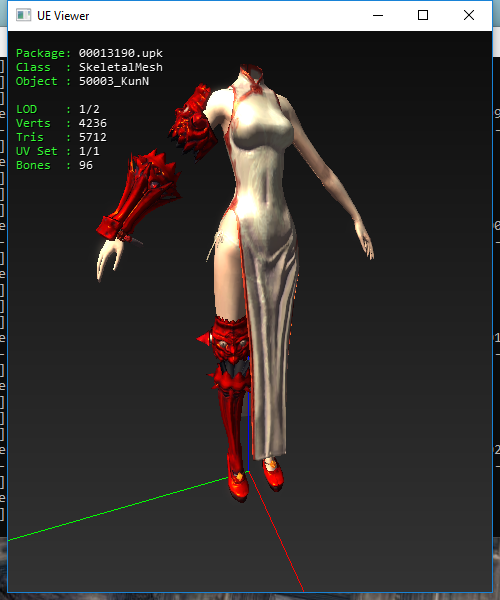 UE Viewer
Package: 00013190.upk
Class : SkeletalMesh
Object : 50003_KunN
LOD : 1/2
Verts : 4236
Tris : 5712
UV Set : 1/1
Bones : 96